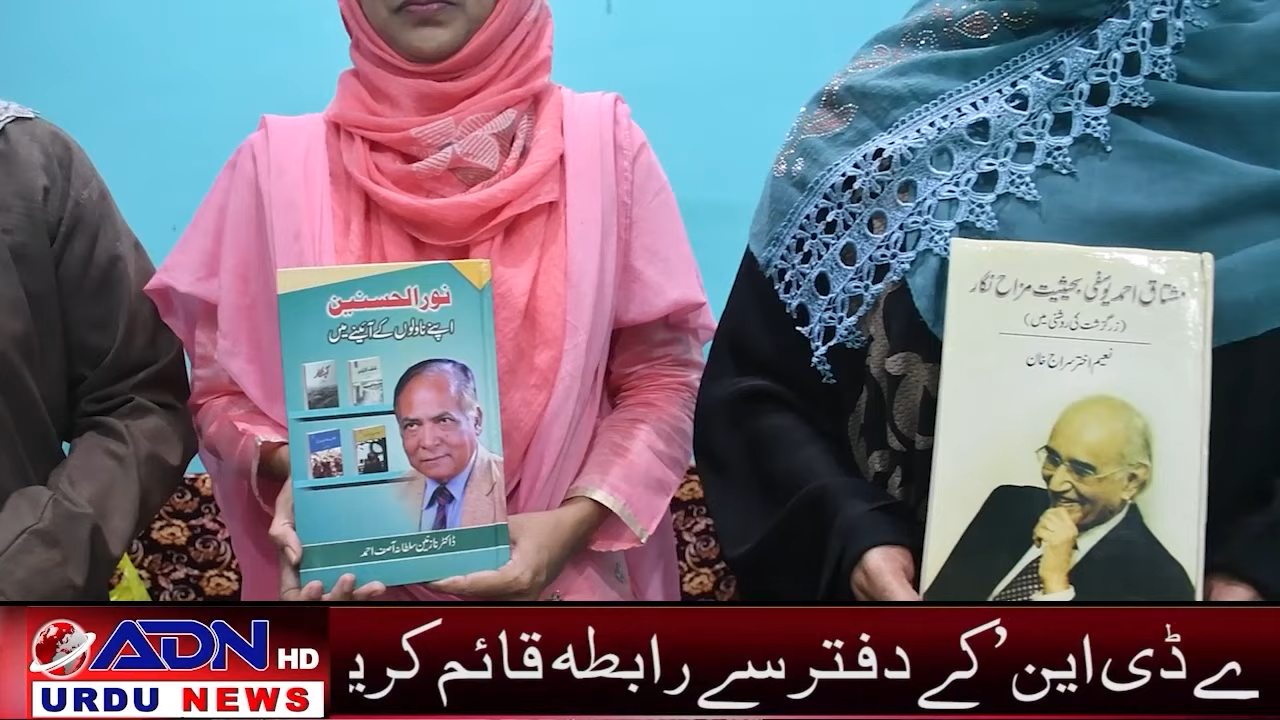 نور الحسنین
اپنے ناولوں کے آئینے میں
ڈاکٹر نازنین سلطانہ آصف احمد
مشتاق احمد یوسفی بحیثیت مزاح نگار
(زرگزشت کی روشنی میں)
نعیم اختر سراج خان
ADN HD
URDU NEWS
ے ڈی این’ کے دفتر سے رابطہ قائم کریں